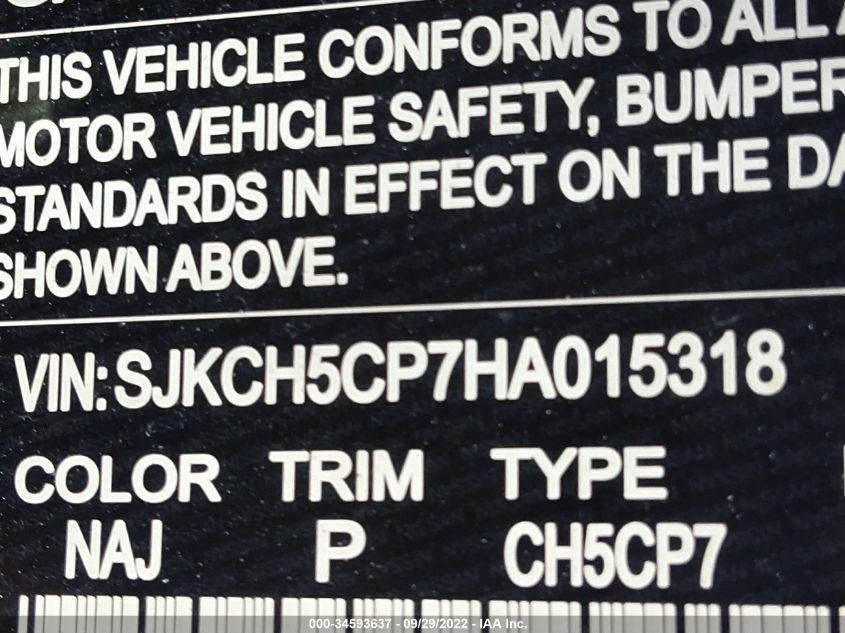 THIS VEHICLE CONFORMS TO ALL
MOTOR VEHICLE SAFETY, BUMPER
STANDARDS IN EFFECT ON THE DA
SHOWN ABOVE.
VIN:SJKCH5CP7HA015318
COLOR TRIM TYPE
NAJ P CH5CP7
000-34593637 - 09/29/2022 - IAA Inc.